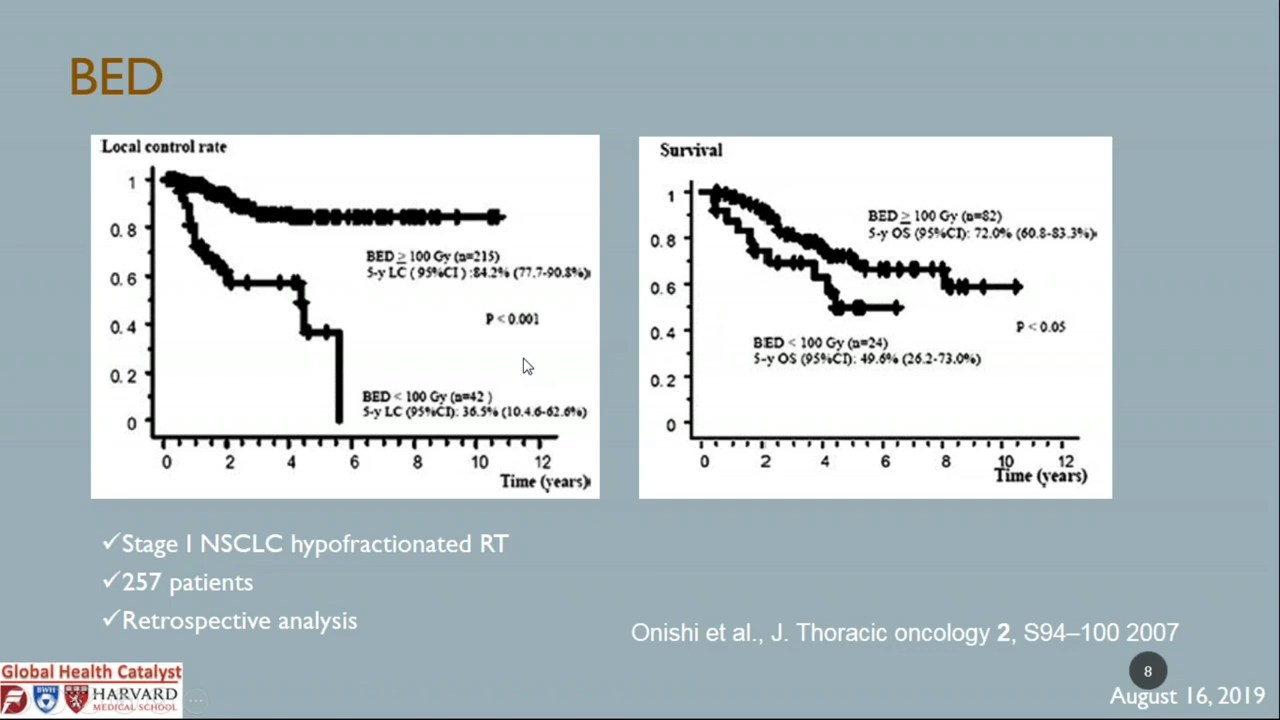 BED
Local control rate
1
0.8
0.6
0.4
0.2
0
BED ≥ 100 Gy (n=215)
5-y LC ( 95%CI ) :84.2% (77.7-90.8%)
P < 0.001
BED < 100 Gy (n=42 )
5-y LC (95%CI): 36.5% (10.4.6-62.6%)
0 2 4 6 8 10 12
Time (years)
Survival
1
0.8
0.6
0.4
0.2
0
BED ≥ 100 Gy (n=82)
5-y OS (95%CI): 72.0% (60.8-83.3%)
P < 0.05
BED < 100 Gy (n=24)
5-y OS (95%CI): 49.6% (26.2-73.0%)
0 2 4 6 8 10 12
Time (years)
✓Stage I NSCLC hypofractionated RT
✓257 patients
✓Retrospective analysis
Onishi et al., J. Thoracic oncology 2, S94–100 2007
8
August 16, 2019
Global Health Catalyst
BWH
HARVARD
MEDICAL SCHOOL